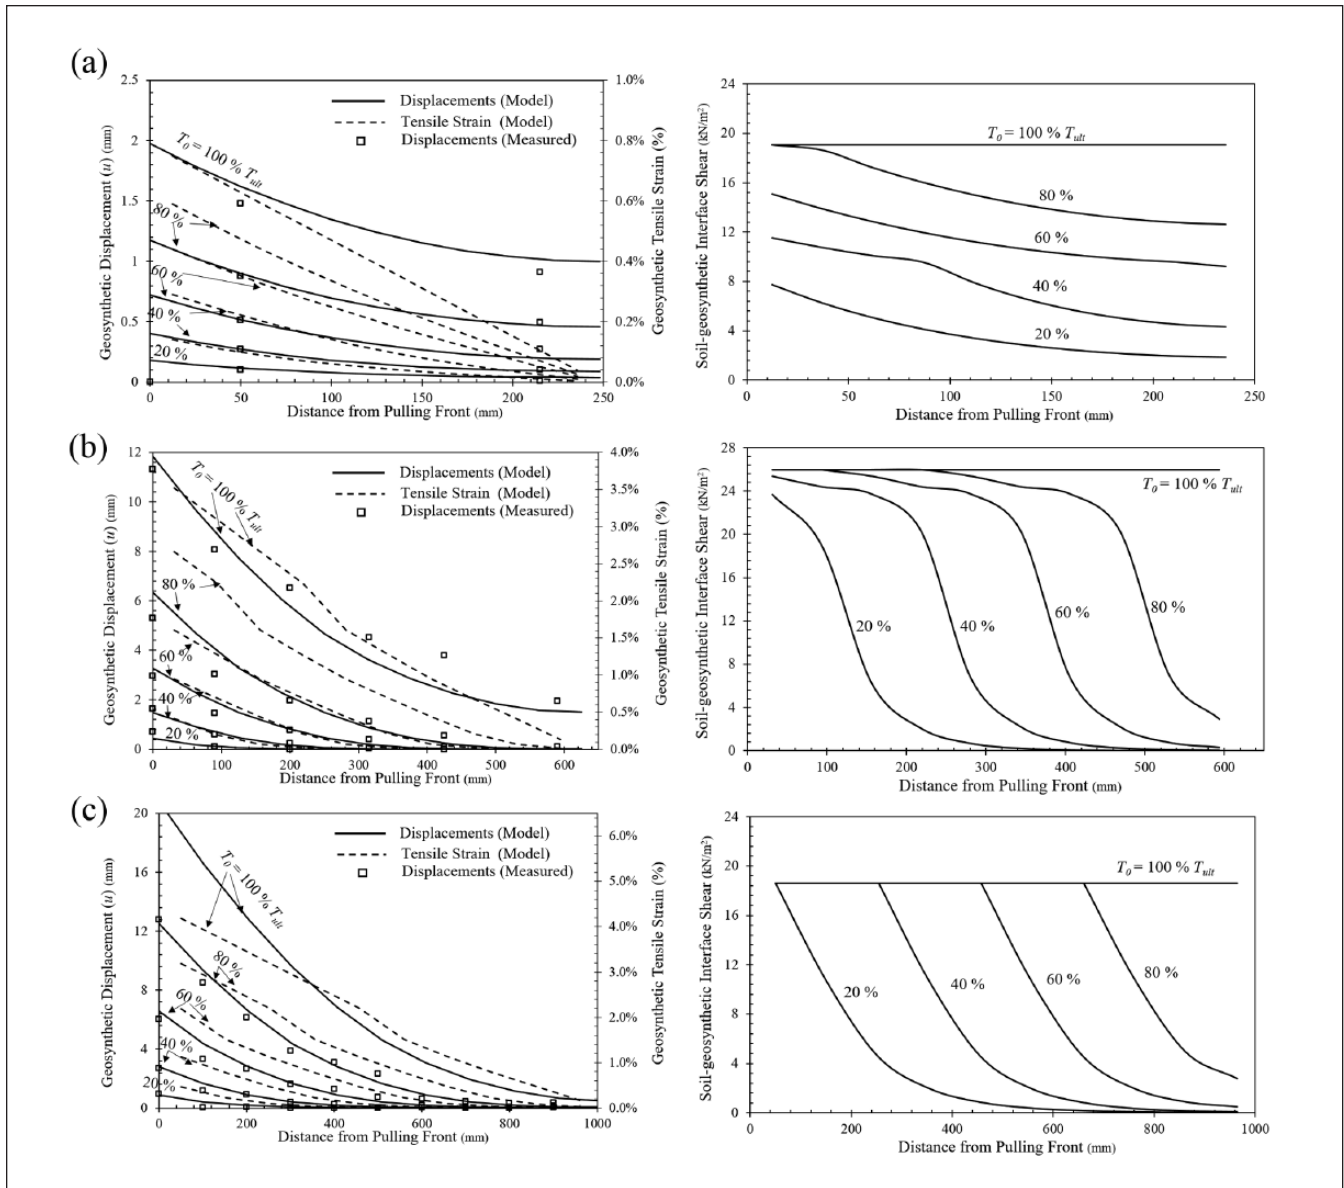 (a)
2.5
2
1.5
1
0.5
0
Geosynthetic Displacement (u) (mm)
1.0%
0.8%
0.6%
0.4%
0.2%
0.0%
Geosynthetic Tensile Strain (%)
Displacements (Model)
Tensile Strain (Model)
Displacements (Measured)
T0 = 100 % Tult
80 %
60 %
40 %
20 %
0 50 100 150 200 250
Distance from Pulling Front (mm)
24
20
16
12
8
4
0
Soil-geosynthetic Interface Shear (kN/m²)
T0 = 100 % Tult
80 %
60 %
40 %
20 %
0 50 100 150 200 250
Distance from Pulling Front (mm)
(b)
12
10
8
6
4
2
0
Geosynthetic Displacement (u) (mm)
4.0%
3.5%
3.0%
2.5%
2.0%
1.5%
1.0%
0.5%
0.0%
Geosynthetic Tensile Strain (%)
Displacements (Model)
Tensile Strain (Model)
Displacements (Measured)
T0 = 100 % Tult
80 %
60 %
40 %
20 %
0 100 200 300 400 500 600
Distance from Pulling Front (mm)
28
24
20
16
12
8
4
0
Soil-geosynthetic Interface Shear (kN/m²)
T0 = 100 % Tult
20 %
40 %
60 %
80 %
0 100 200 300 400 500 600
Distance from Pulling Front (mm)
(c)
20
16
12
8
4
20
0
Geosynthetic Displacement (u) (mm)
6.0%
5.0%
4.0%
3.0%
2.0%
1.0%
0.0%
Geosynthetic Tensile Strain (%)
Displacements (Model)
Tensile Strain (Model)
Displacements (Measured)
T0 = 100 % Tult
80 %
60 %
40 %
20 %
0 200 400 600 800 1000
Distance from Pulling Front (mm)
24
20
16
12
8
4
0
Soil-geosynthetic Interface Shear (kN/m²)
T0 = 100 % Tult
20 %
40 %
60 %
80 %
0 200 400 600 800 1000
Distance from Pulling Front (mm)